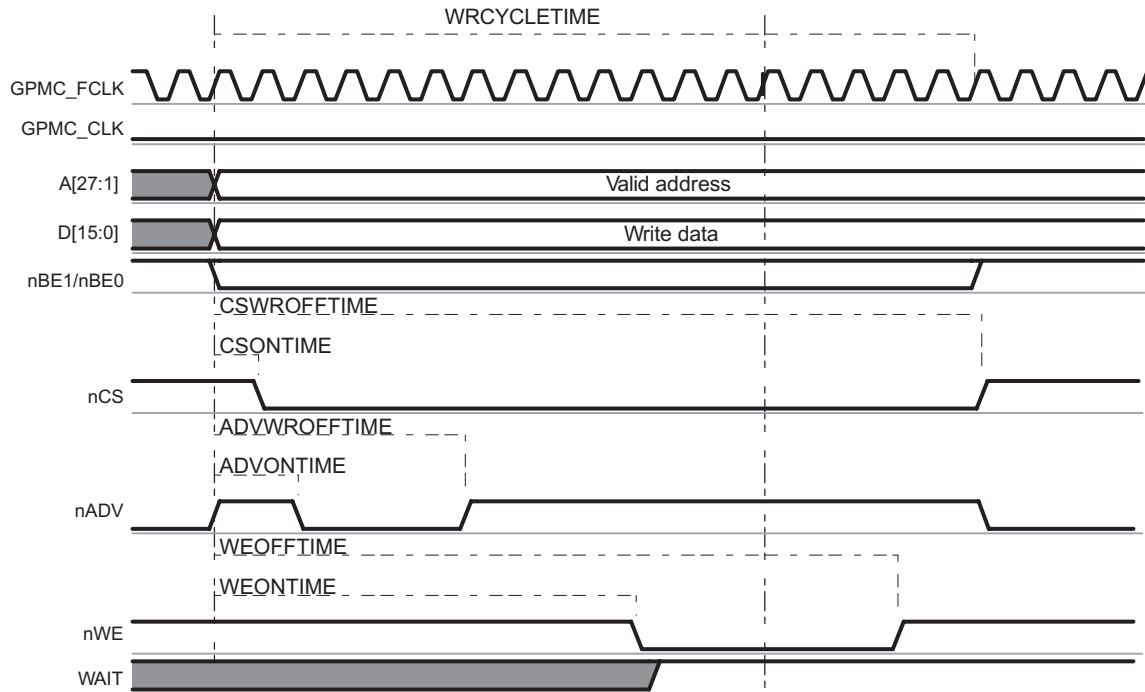 WRCYCLETIME
GPMC_FCLK
GPMC_CLK
A[27:1]
Valid address
D[15:0]
Write data
nBE1/nBE0
CSWROFFTIME
CSONTIME
nCS
ADVWROFFTIME
ADVONTIME
nADV
WEOFFTIME
WEONTIME
nWE
WAIT